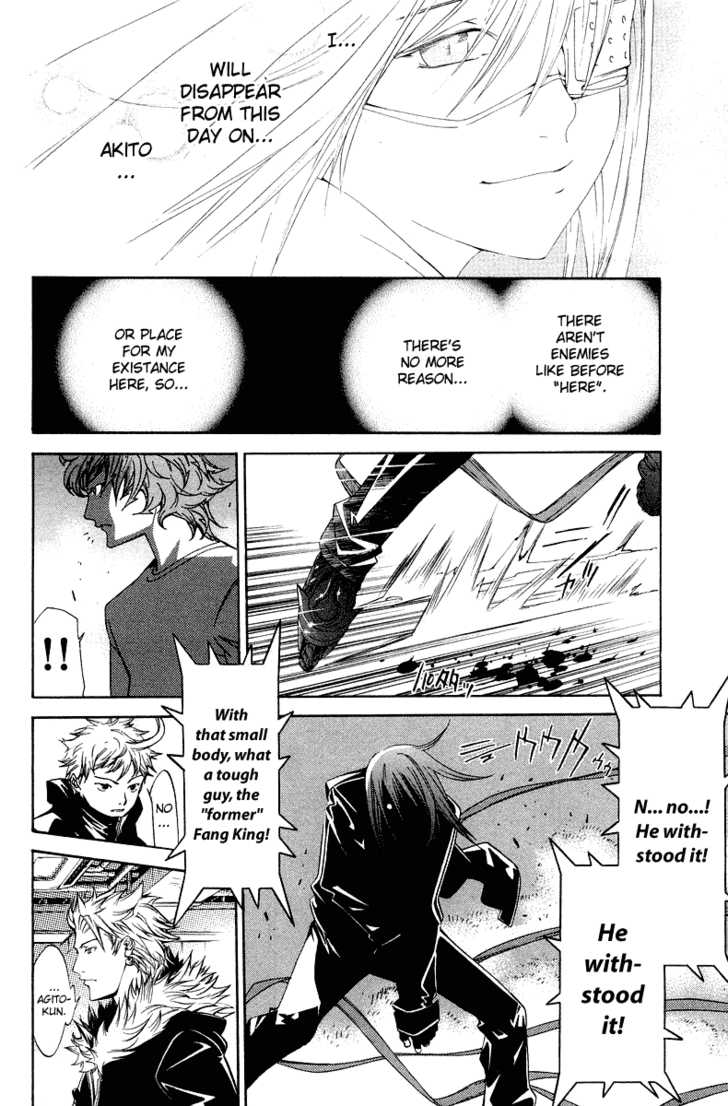 I...
WILL
DISAPPEAR
FROM THIS
DAY ON...
AKITO
...
THERE
AREN'T
ENEMIES
LIKE BEFORE
"HERE".
THERE'S
NO MORE
REASON...
OR PLACE
FOR MY
EXISTANCE
HERE, SO...
!!
N... no...!
He with-
stood it!
He
with-
stood
it!
With
that small
body, what
a tough
guy, the
"former"
Fang King!
NO
...
...
AGITO-
KUN.